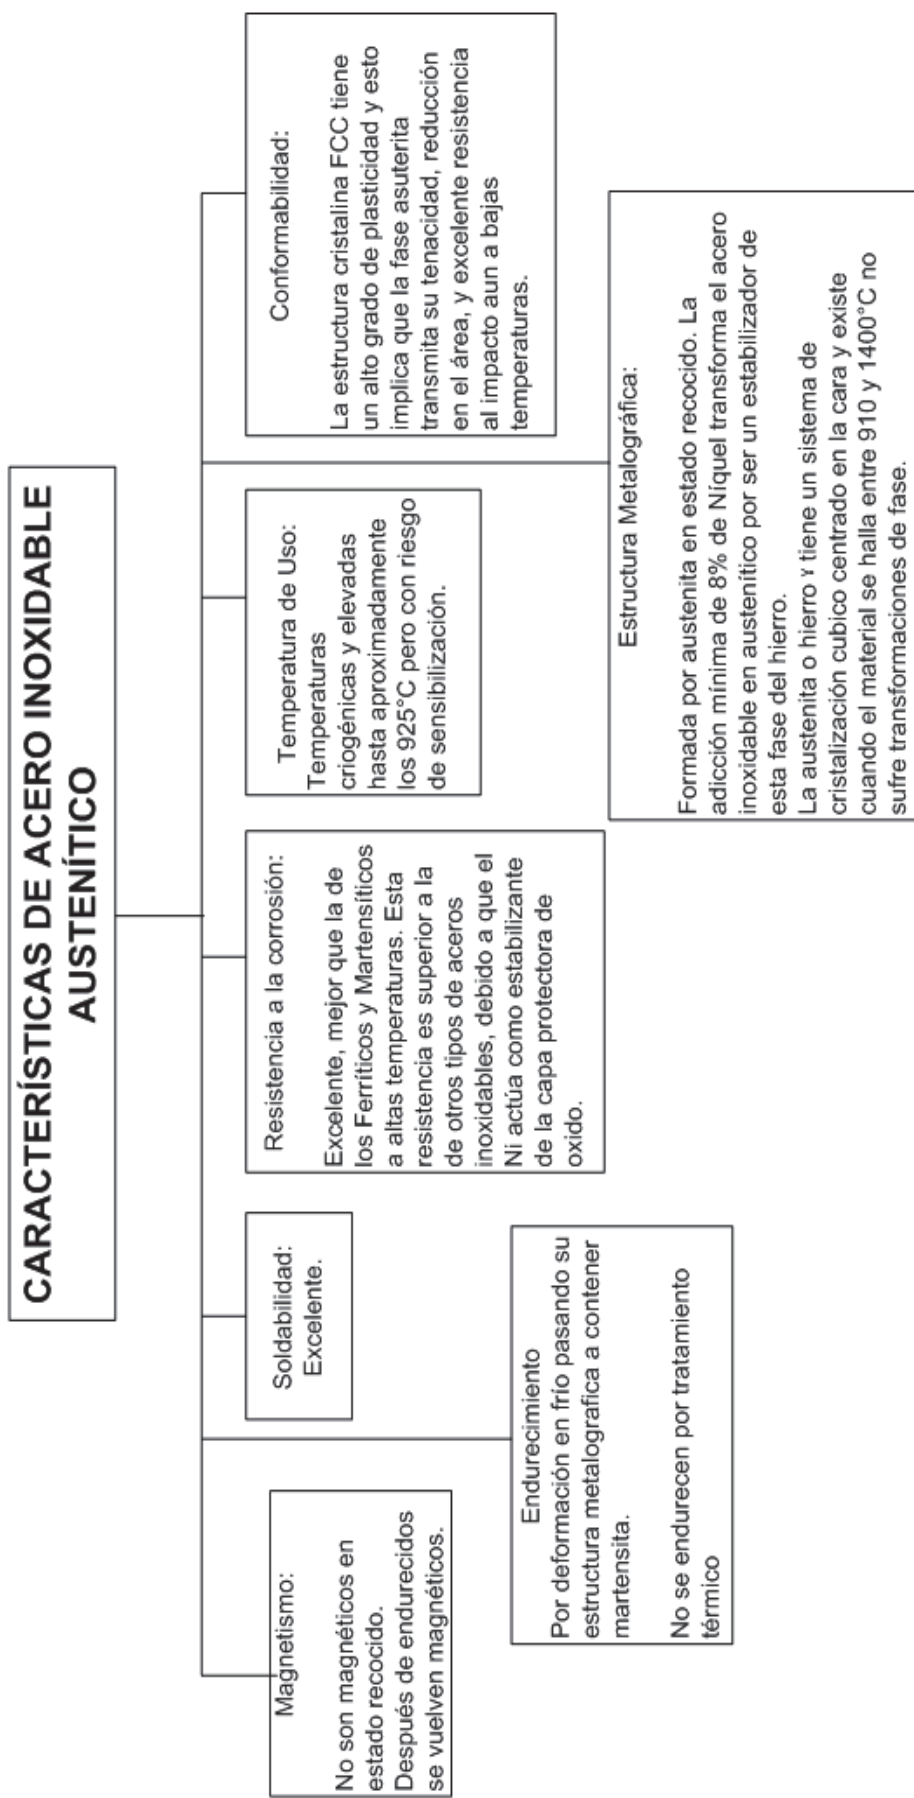 CARACTERÍSTICAS DE ACERO INOXIDABLE
AUSTENÍTICO
Magnetismo:
No son magnéticos en
estado recocido.
Después de endurecidos
se vuelven magnéticos.
Endurecimiento
Por deformación en frío pasando su
estructura metalografica a contener
martensita.
No se endurecen por tratamiento
térmico
Soldabilidad:
Excelente.
Resistencia a la corrosión:
Excelente, mejor que la de
los Ferríticos y Martensíticos
a altas temperaturas. Esta
resistencia es superior a la
de otros tipos de aceros
inoxidables, debido a que el
Ni actúa como estabilizante
de la capa protectora de
oxido.
Temperatura de Uso:
Temperaturas
criogénicas y elevadas
hasta aproximadamente
los 925°C pero con riesgo
de sensibilización.
Estructura Metalográfica:
Formada por austenita en estado recocido. La
adicción mínima de 8% de Níquel transforma el acero
inoxidable en austenítico por ser un estabilizador de
esta fase del hierro.
La austenita o hierro γ tiene un sistema de
cristalización cubico centrado en la cara y existe
cuando el material se halla entre 910 y 1400°C no
sufre transformaciones de fase.
Conformabilidad:
La estructura cristalina FCC tiene
un alto grado de plasticidad y esto
implica que la fase asuterita
transmita su tenacidad, reducción
en el área, y excelente resistencia
al impacto aun a bajas
temperaturas.